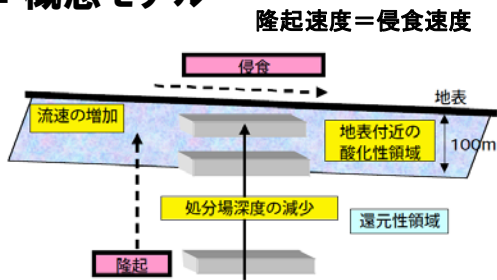 概念モデル
隆起速度＝侵食速度
侵食
地表
流速の増加
地表付近の
酸化性領域
100m
処分場深度の減少
還元性領域
隆起